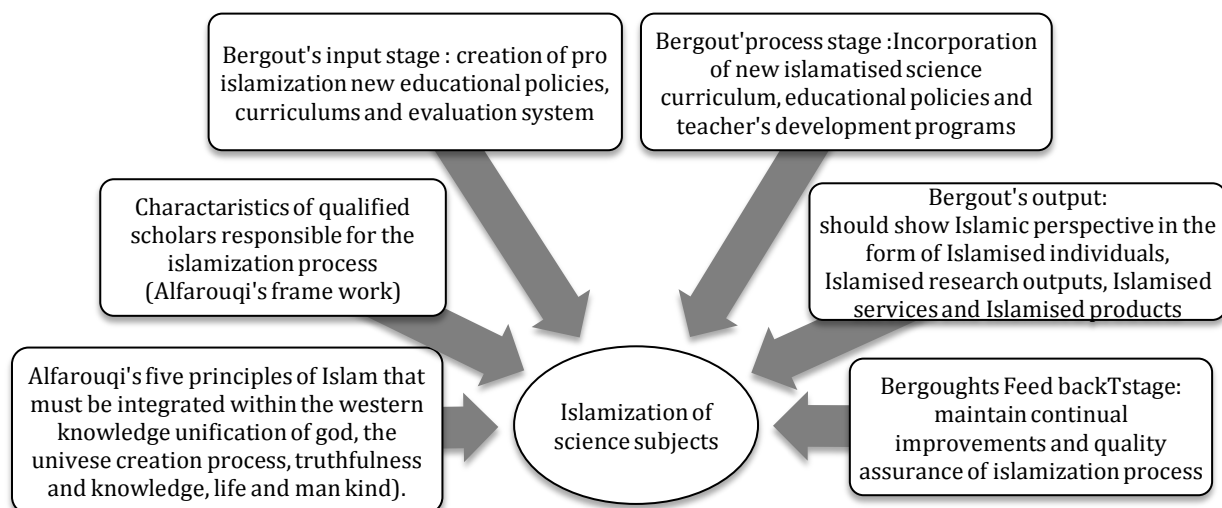 Bergout's input stage : creation of pro
islamization new educational policies,
curriculums and evaluation system
Bergout'process stage :Incorporation
of new islamatised science
curriculum, educational policies and
teacher's development programs
Charactaristics of qualified
scholars responsible for the
islamization process
(Alfarouqi's frame work)
Bergout's output:
should show Islamic perspective in the
form of Islamised individuals,
Islamised research outputs, Islamised
services and Islamised products
Alfarouqi's five principles of Islam that
must be integrated within the western
knowledge unification of god, the
univese creation process, truthfulness
and knowledge, life and man kind).
Islamization of
science subjects
Bergoughts Feed backTstage:
maintain continual
improvements and quality
assurance of islamization process